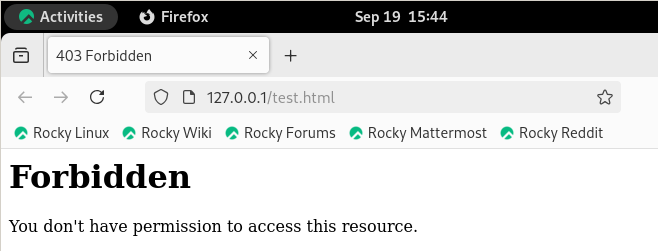 Activities Firefox Sep 19 15:44
403 Forbidden
127.0.0.1/test.html
Rocky Linux Rocky Wiki Rocky Forums Rocky Mattermost Rocky Reddit
Forbidden
You don't have permission to access this resource.